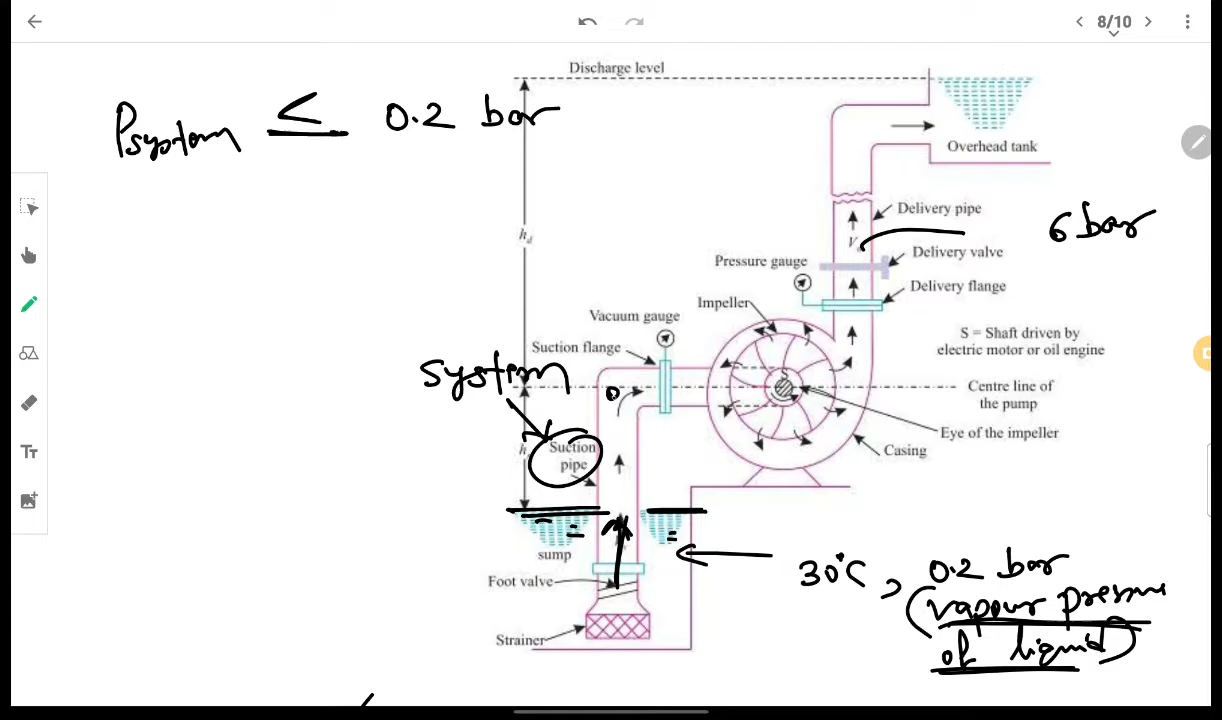 8/10
Discharge level
Psystem ≤ 0.2 bar
Overhead tank
Delivery pipe
6 bar
hd
V
Delivery valve
Pressure gauge
Delivery flange
Impeller
Vacuum gauge
Suction flange
S = Shaft driven by
electric motor or oil engine
system
S
Centre line of
the pump
Eye of the impeller
h
Suction
pipe
Casing
sump
30°C, 0.2 bar
Foot valve
(vapour pressure
of liquid)
Strainer
Tт